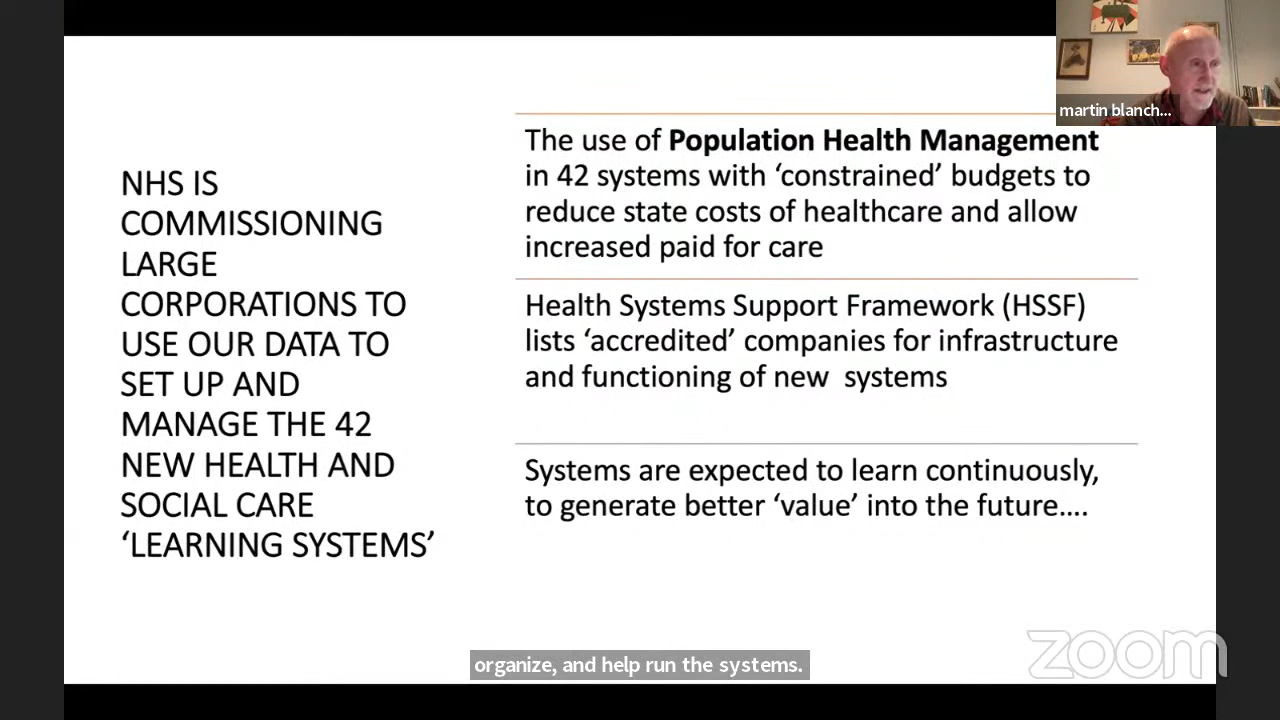 NHS IS
COMMISSIONING
LARGE
CORPORATIONS TO
USE OUR DATA TO
SET UP AND
MANAGE THE 42
NEW HEALTH AND
SOCIAL CARE
‘LEARNING SYSTEMS’
The use of Population Health Management
in 42 systems with ‘constrained’ budgets to
reduce state costs of healthcare and allow
increased paid for care
Health Systems Support Framework (HSSF)
lists ‘accredited’ companies for infrastructure
and functioning of new  systems
Systems are expected to learn continuously,
to generate better ‘value’ into the future....
martin blanch...
organize, and help run the systems.
zoom